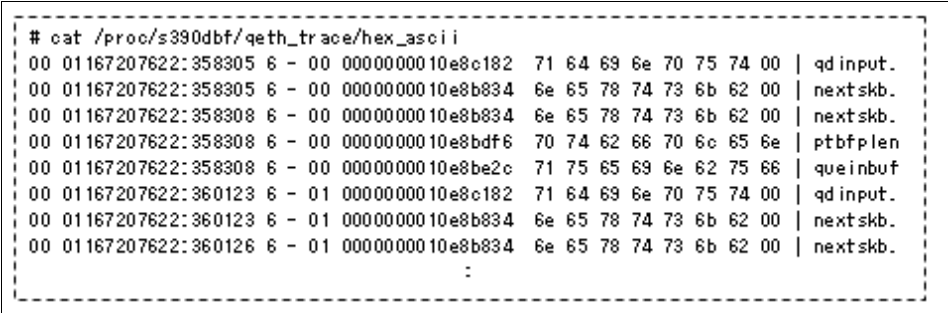 # cat /proc/s390dbf/qeth_trace/hex_ascii
00 01167207622:358305 6 - 00 0000000010e8c182 71 64 69 6e 70 75 74 00 | qdinput.
00 01167207622:358305 6 - 00 0000000010e8b834 6e 65 78 74 73 6b 62 00 | nextskb.
00 01167207622:358308 6 - 00 0000000010e8b834 6e 65 78 74 73 6b 62 00 | nextskb.
00 01167207622:358308 6 - 00 0000000010e8bdf6 70 74 62 66 70 6c 65 6e | ptbfplen
00 01167207622:358308 6 - 00 0000000010e8be2c 71 75 65 69 6e 62 75 66 | queinbuf
00 01167207622:360123 6 - 01 0000000010e8c182 71 64 69 6e 70 75 74 00 | qdinput.
00 01167207622:360123 6 - 01 0000000010e8b834 6e 65 78 74 73 6b 62 00 | nextskb.
00 01167207622:360126 6 - 01 0000000010e8b834 6e 65 78 74 73 6b 62 00 | nextskb.
: